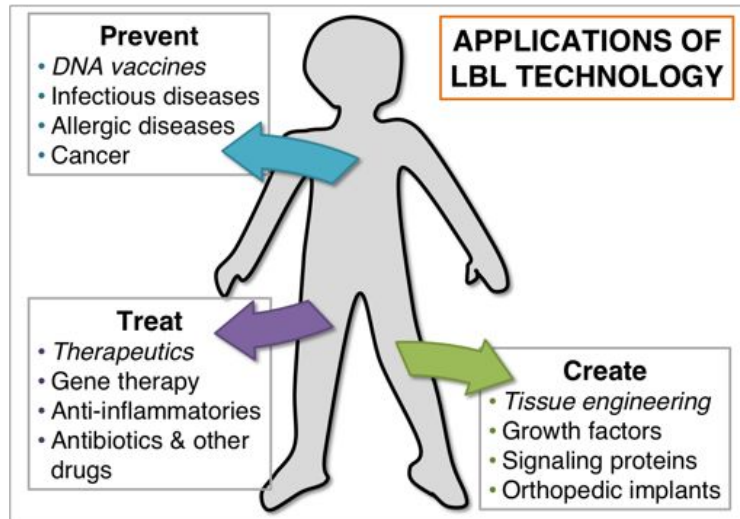 Prevent
• DNA vaccines
• Infectious diseases
• Allergic diseases
• Cancer
APPLICATIONS OF
LBL TECHNOLOGY
Treat
• Therapeutics
• Gene therapy
• Anti-inflammatories
• Antibiotics & other
drugs
Create
• Tissue engineering
• Growth factors
• Signaling proteins
• Orthopedic implants